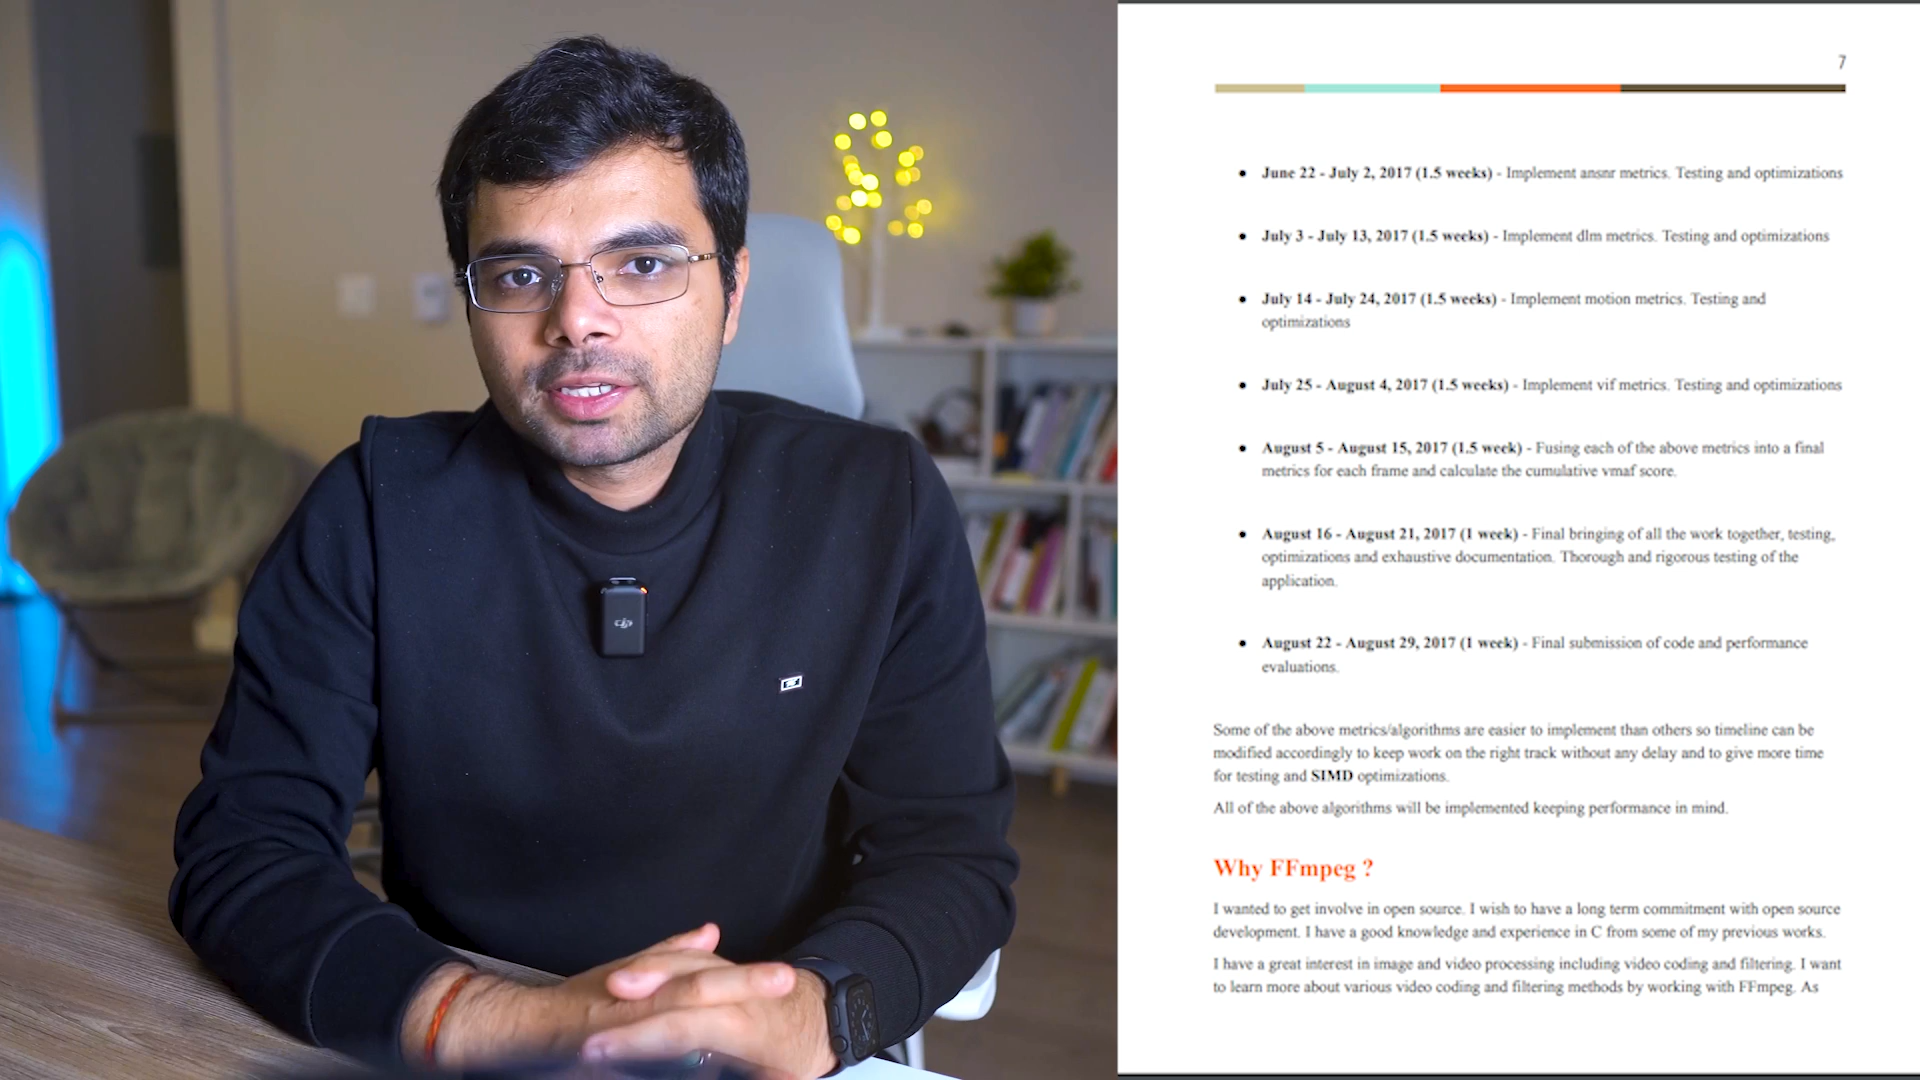 7
● June 22 - July 2, 2017 (1.5 weeks) - Implement ansnr metrics. Testing and optimizations
● July 3 - July 13, 2017 (1.5 weeks) - Implement dlm metrics. Testing and optimizations
● July 14 - July 24, 2017 (1.5 weeks) - Implement motion metrics. Testing and
optimizations
● July 25 - August 4, 2017 (1.5 weeks) - Implement vif metrics. Testing and optimizations
● August 5 - August 15, 2017 (1.5 week) - Fusing each of the above metrics into a final
metrics for each frame and calculate the cumulative vmaf score.
● August 16 - August 21, 2017 (1 week) - Final bringing of all the work together, testing,
optimizations and exhaustive documentation. Thorough and rigorous testing of the
application.
● August 22 - August 29, 2017 (1 week) - Final submission of code and performance
evaluations.
Some of the above metrics/algorithms are easier to implement than others so timeline can be
modified accordingly to keep work on the right track without any delay and to give more time
for testing and SIMD optimizations.
All of the above algorithms will be implemented keeping performance in mind.
Why FFmpeg ?
I wanted to get involve in open source. I wish to have a long term commitment with open source
development. I have a good knowledge and experience in C from some of my previous works.
I have a great interest in image and video processing including video coding and filtering. I want
to learn more about various video coding and filtering methods by working with FFmpeg. As
dji